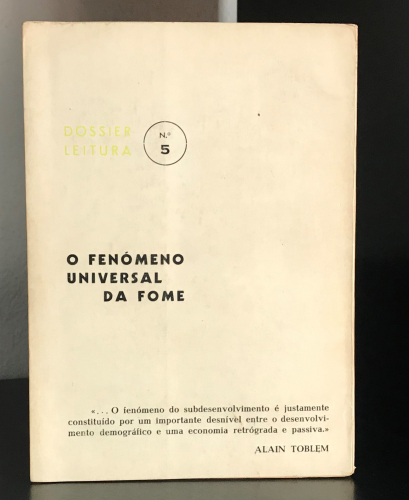 DOSSIER
LEITURA
N.º
5
O FENÓMENO
UNIVERSAL
DA FOME
«... O fenómeno do subdesenvolvimento é justamente
constituído por um importante desnível entre o desenvolvi-
mento demográfico e uma economia retrógrada e passiva.»
ALAIN TOBLEM